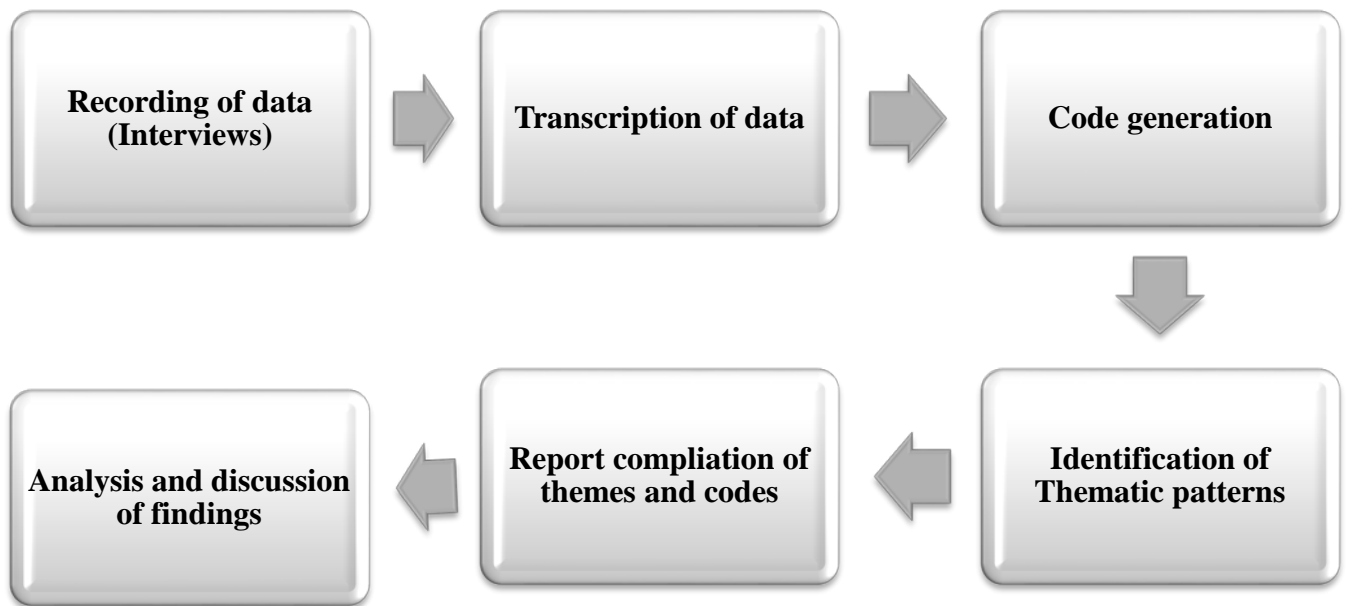 Recording of data
(Interviews)
Transcription of data
Code generation
Identification of
Thematic patterns
Report compliation of
themes and codes
Analysis and discussion
of findings